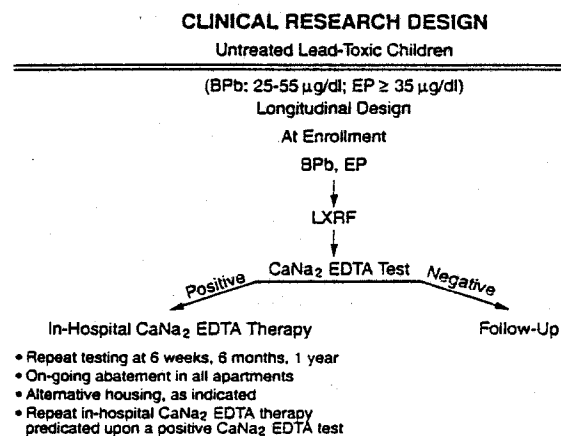 CLINICAL RESEARCH DESIGN
Untreated Lead-Toxic Children
(BPb: 25-55 µg/dl; EP ≥ 35 µg/dl)
Longitudinal Design
At Enrollment
BPb, EP
LXRF
CaNa₂ EDTA Test
Positive
Negative
In-Hospital CaNa₂ EDTA Therapy
Follow-Up
• Repeat testing at 6 weeks, 6 months, 1 year
• On-going abatement in all apartments
• Alternative housing, as indicated
• Repeat in-hospital CaNa₂ EDTA therapy
predicated upon a positive CaNa₂ EDTA test